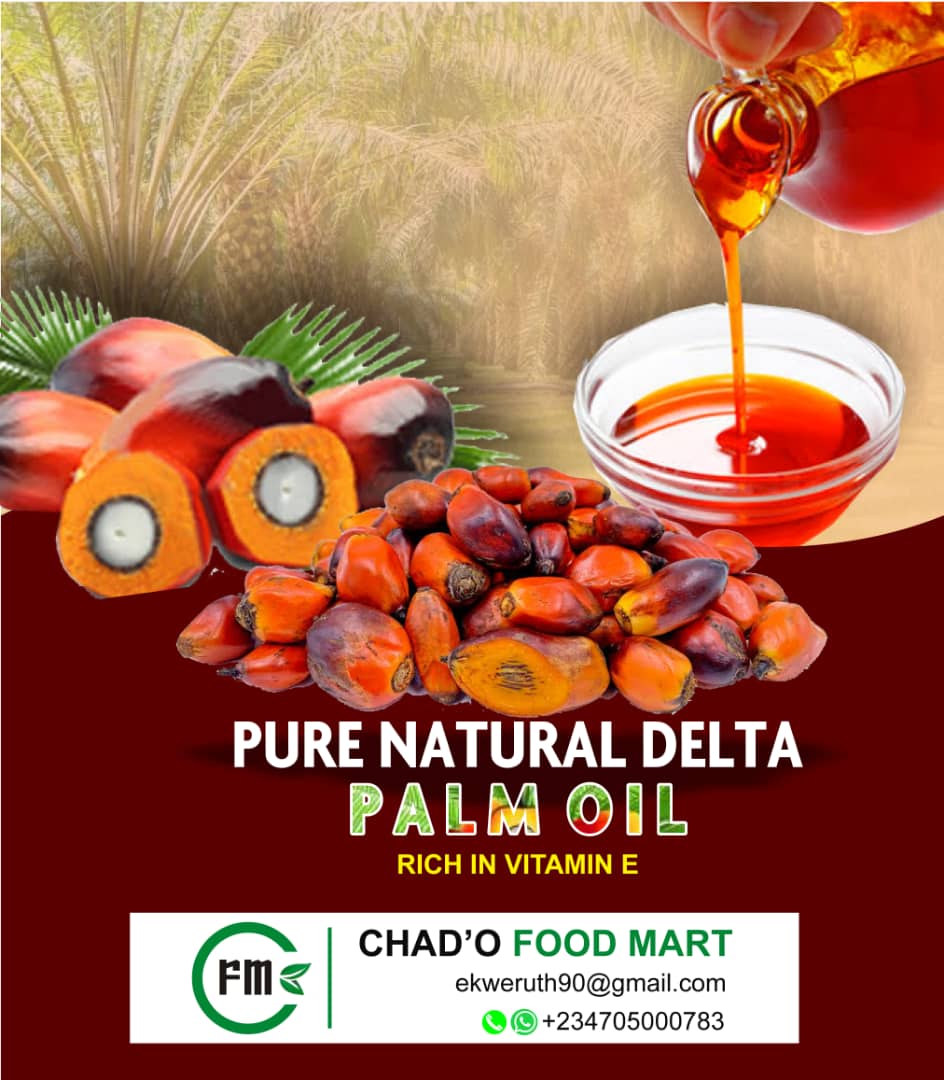 PURE NATURAL DELTA
PALM OIL
RICH IN VITAMIN E
FM
CHAD’O FOOD MART
ekweruth90@gmail.com
+234705000783